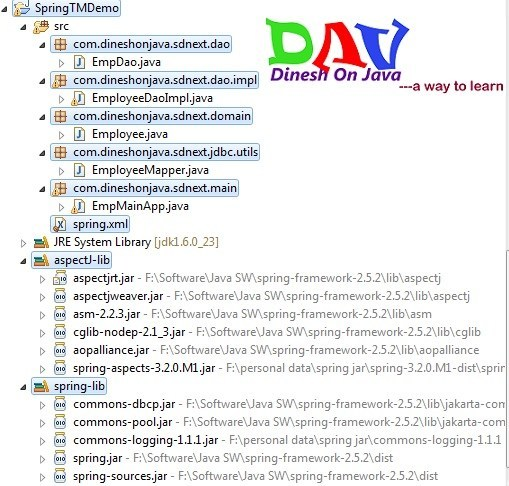 SpringTMDemo
src
com.dineshonjava.sdnext.dao
EmpDao.java
com.dineshonjava.sdnext.dao.impl
EmployeeDaoImpl.java
com.dineshonjava.sdnext.domain
Employee.java
com.dineshonjava.sdnext.jdbc.utils
EmployeeMapper.java
com.dineshonjava.sdnext.main
EmpMainApp.java
spring.xml
DAV
Dinesh On Java
---a way to learn
JRE System Library [jdk1.6.0_23]
aspectJ-lib
aspectjrt.jar - F:\Software\Java SW\spring-framework-2.5.2\lib\aspectj
aspectjweaver.jar - F:\Software\Java SW\spring-framework-2.5.2\lib\aspectj
asm-2.2.3.jar - F:\Software\Java SW\spring-framework-2.5.2\lib\asm
cglib-nodep-2.1_3.jar - F:\Software\Java SW\spring-framework-2.5.2\lib\cglib
aopalliance.jar - F:\Software\Java SW\spring-framework-2.5.2\lib\aopalliance
spring-aspects-3.2.0.M1.jar - F:\personal data\spring jar\spring-3.2.0.M1-dist\sprin
spring-lib
commons-dbcp.jar - F:\Software\Java SW\spring-framework-2.5.2\lib\jakarta-com
commons-pool.jar - F:\Software\Java SW\spring-framework-2.5.2\lib\jakarta-com
commons-logging-1.1.1.jar - F:\personal data\spring jar\commons-logging-1.1.1
spring.jar - F:\Software\Java SW\spring-framework-2.5.2\dist
spring-sources.jar - F:\Software\Java SW\spring-framework-2.5.2\dist